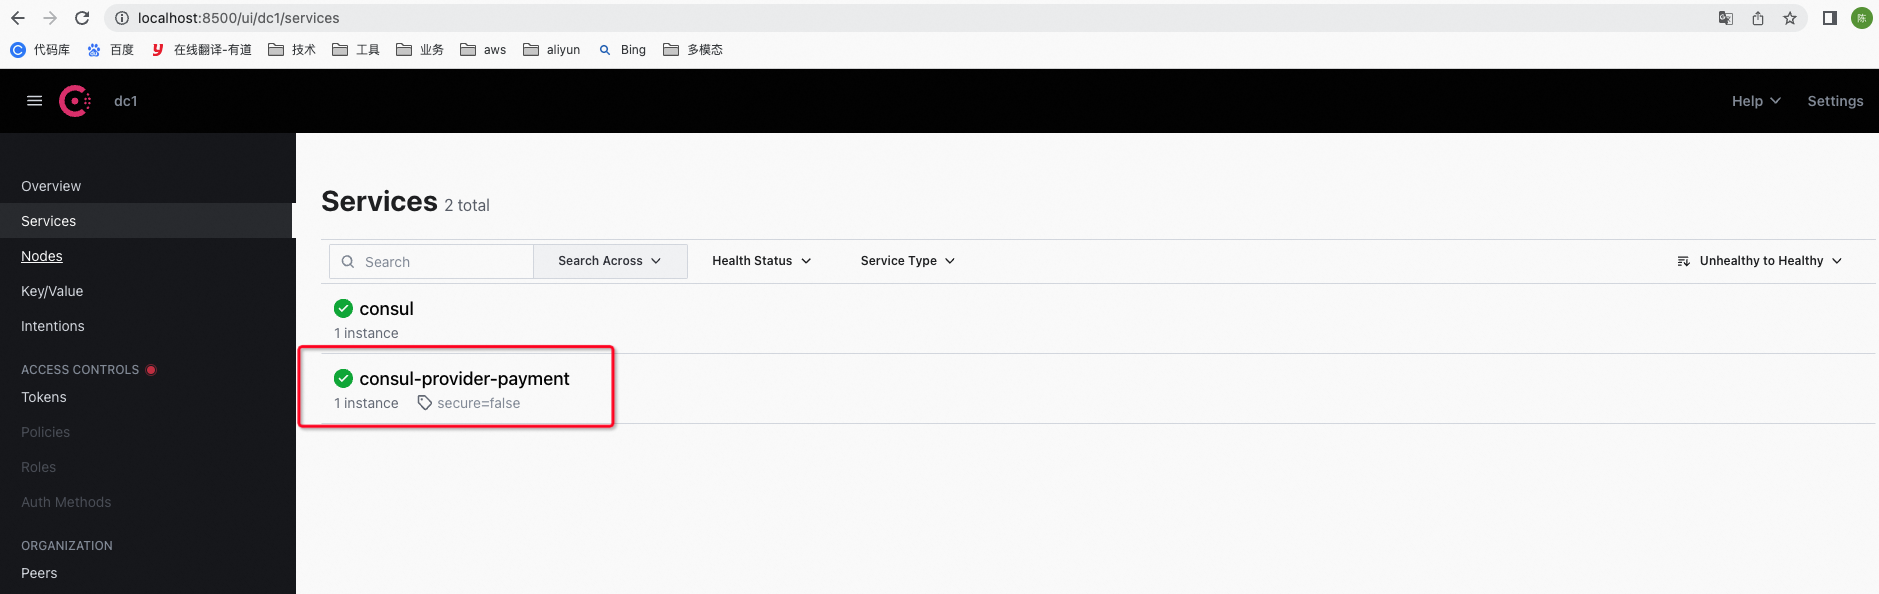 localhost:8500/ui/dc1/services
陈
代码库 百度 在线翻译-有道 技术 工具 业务 aws aliyun Bing 多模态
dc1 Help Settings
Overview
Services
Nodes
Key/Value
Intentions
ACCESS CONTROLS
Tokens
Policies
Roles
Auth Methods
ORGANIZATION
Peers
Services 2 total
Search Search Across Health Status Service Type Unhealthy to Healthy
consul
1 instance
consul-provider-payment
1 instance secure=false